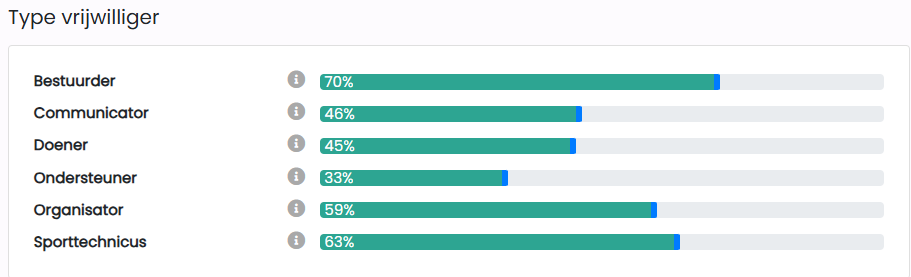 Type vrijwilliger
Bestuurder 70%
Communicator 46%
Doener 45%
Ondersteuner 33%
Organisator 59%
Sporttechnicus 63%